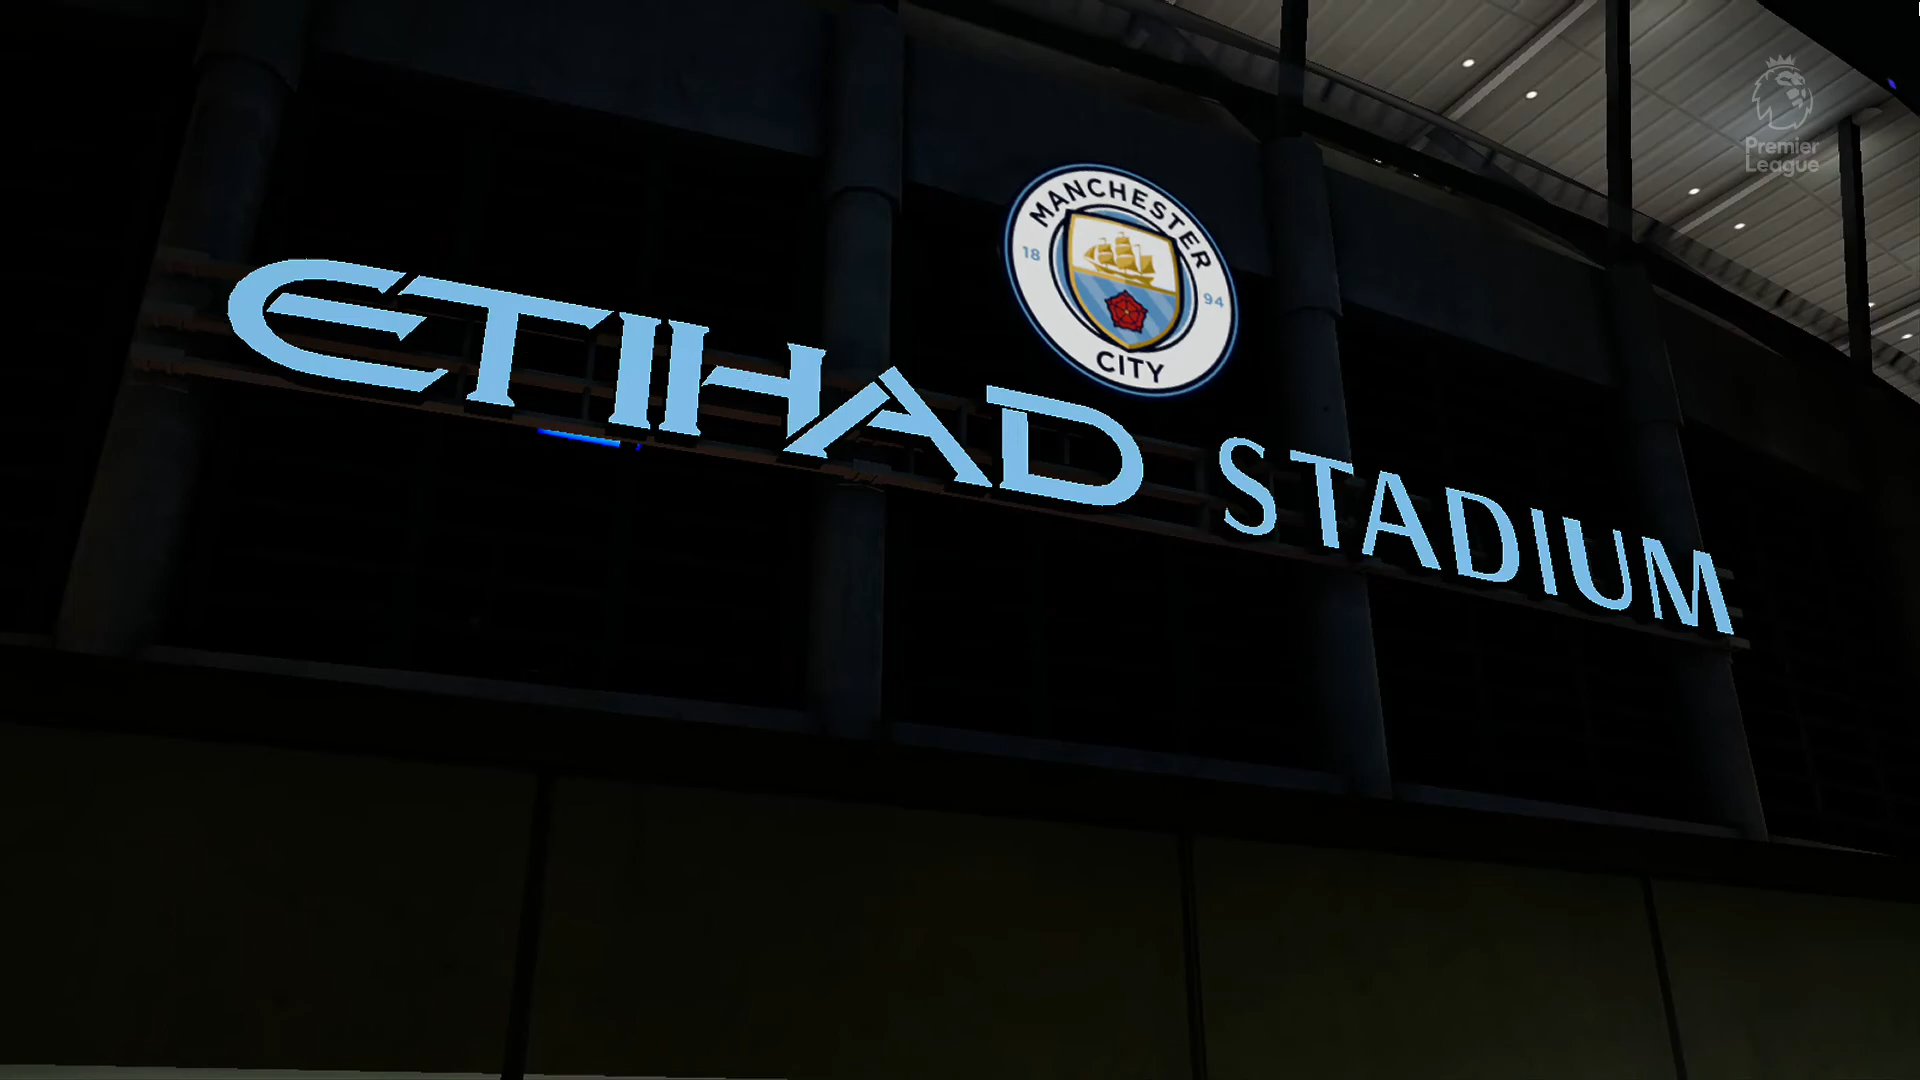 Premier
League
MANCHESTER
18 94
CITY
ETIHAD STADIUM